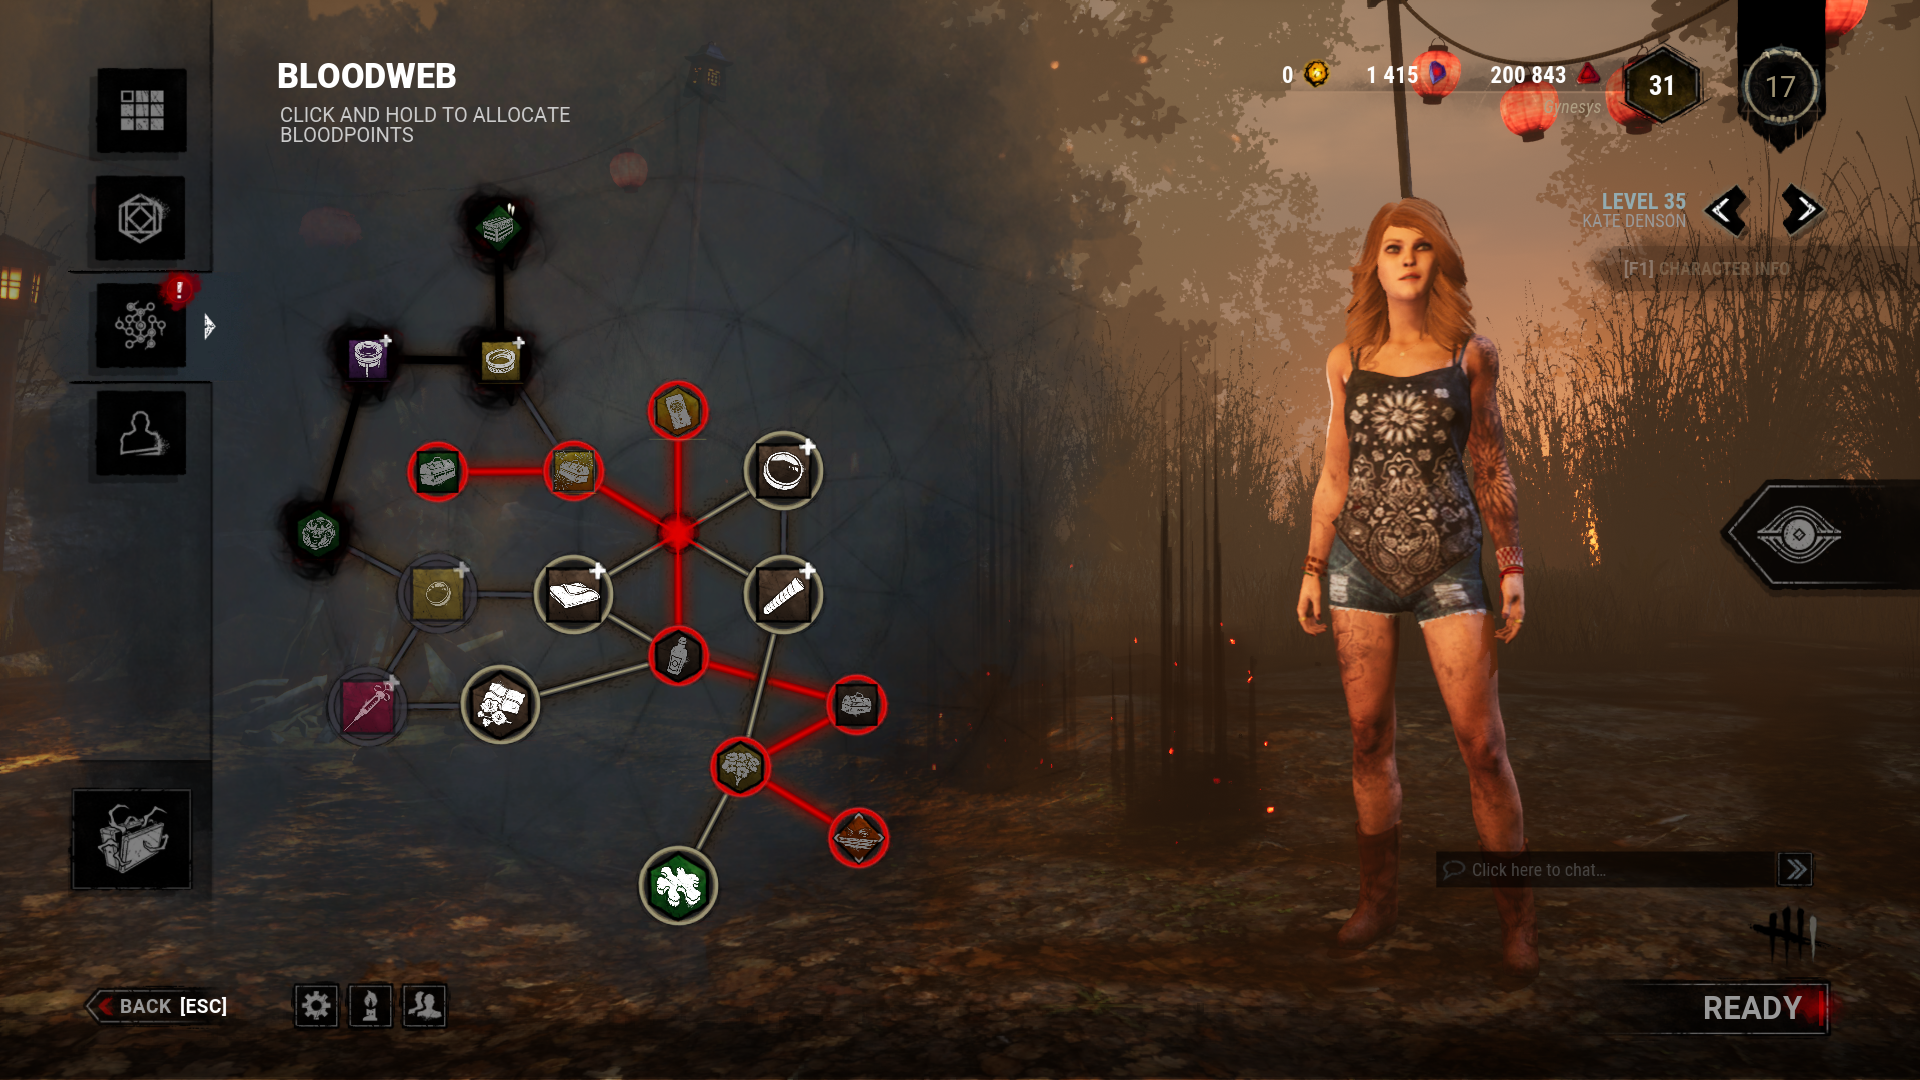 BLOODWEB
CLICK AND HOLD TO ALLOCATE
BLOODPOINTS
0 1 415 200 843 31 17
Gynesys
LEVEL 35
KATE DENSON
[F1] CHARACTER INFO
!
Click here to chat...
BACK [ESC]
READY